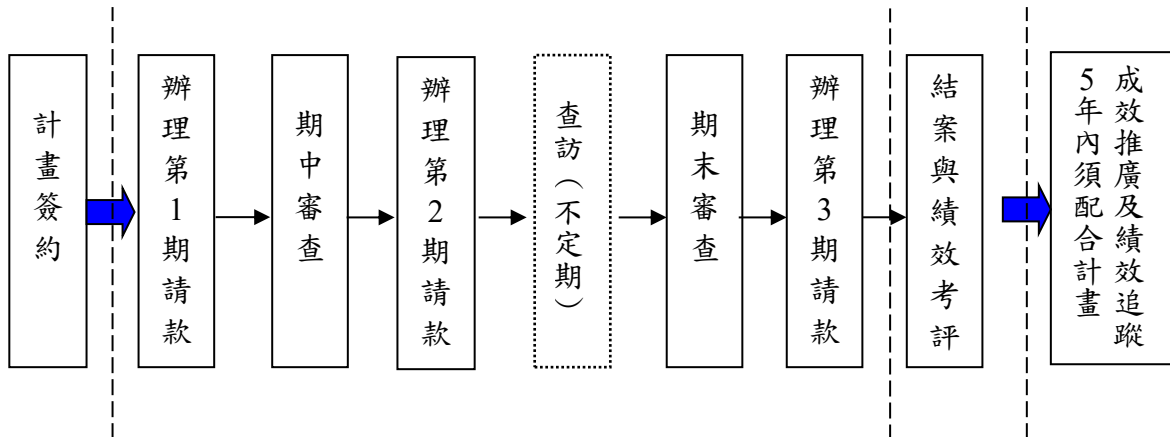 計畫簽約
辦理第1期請款
期中審查
辦理第2期請款
查訪（不定期）
期末審查
辦理第3期請款
結案與績效考評
5年內須配合計畫
成效推廣及績效追蹤